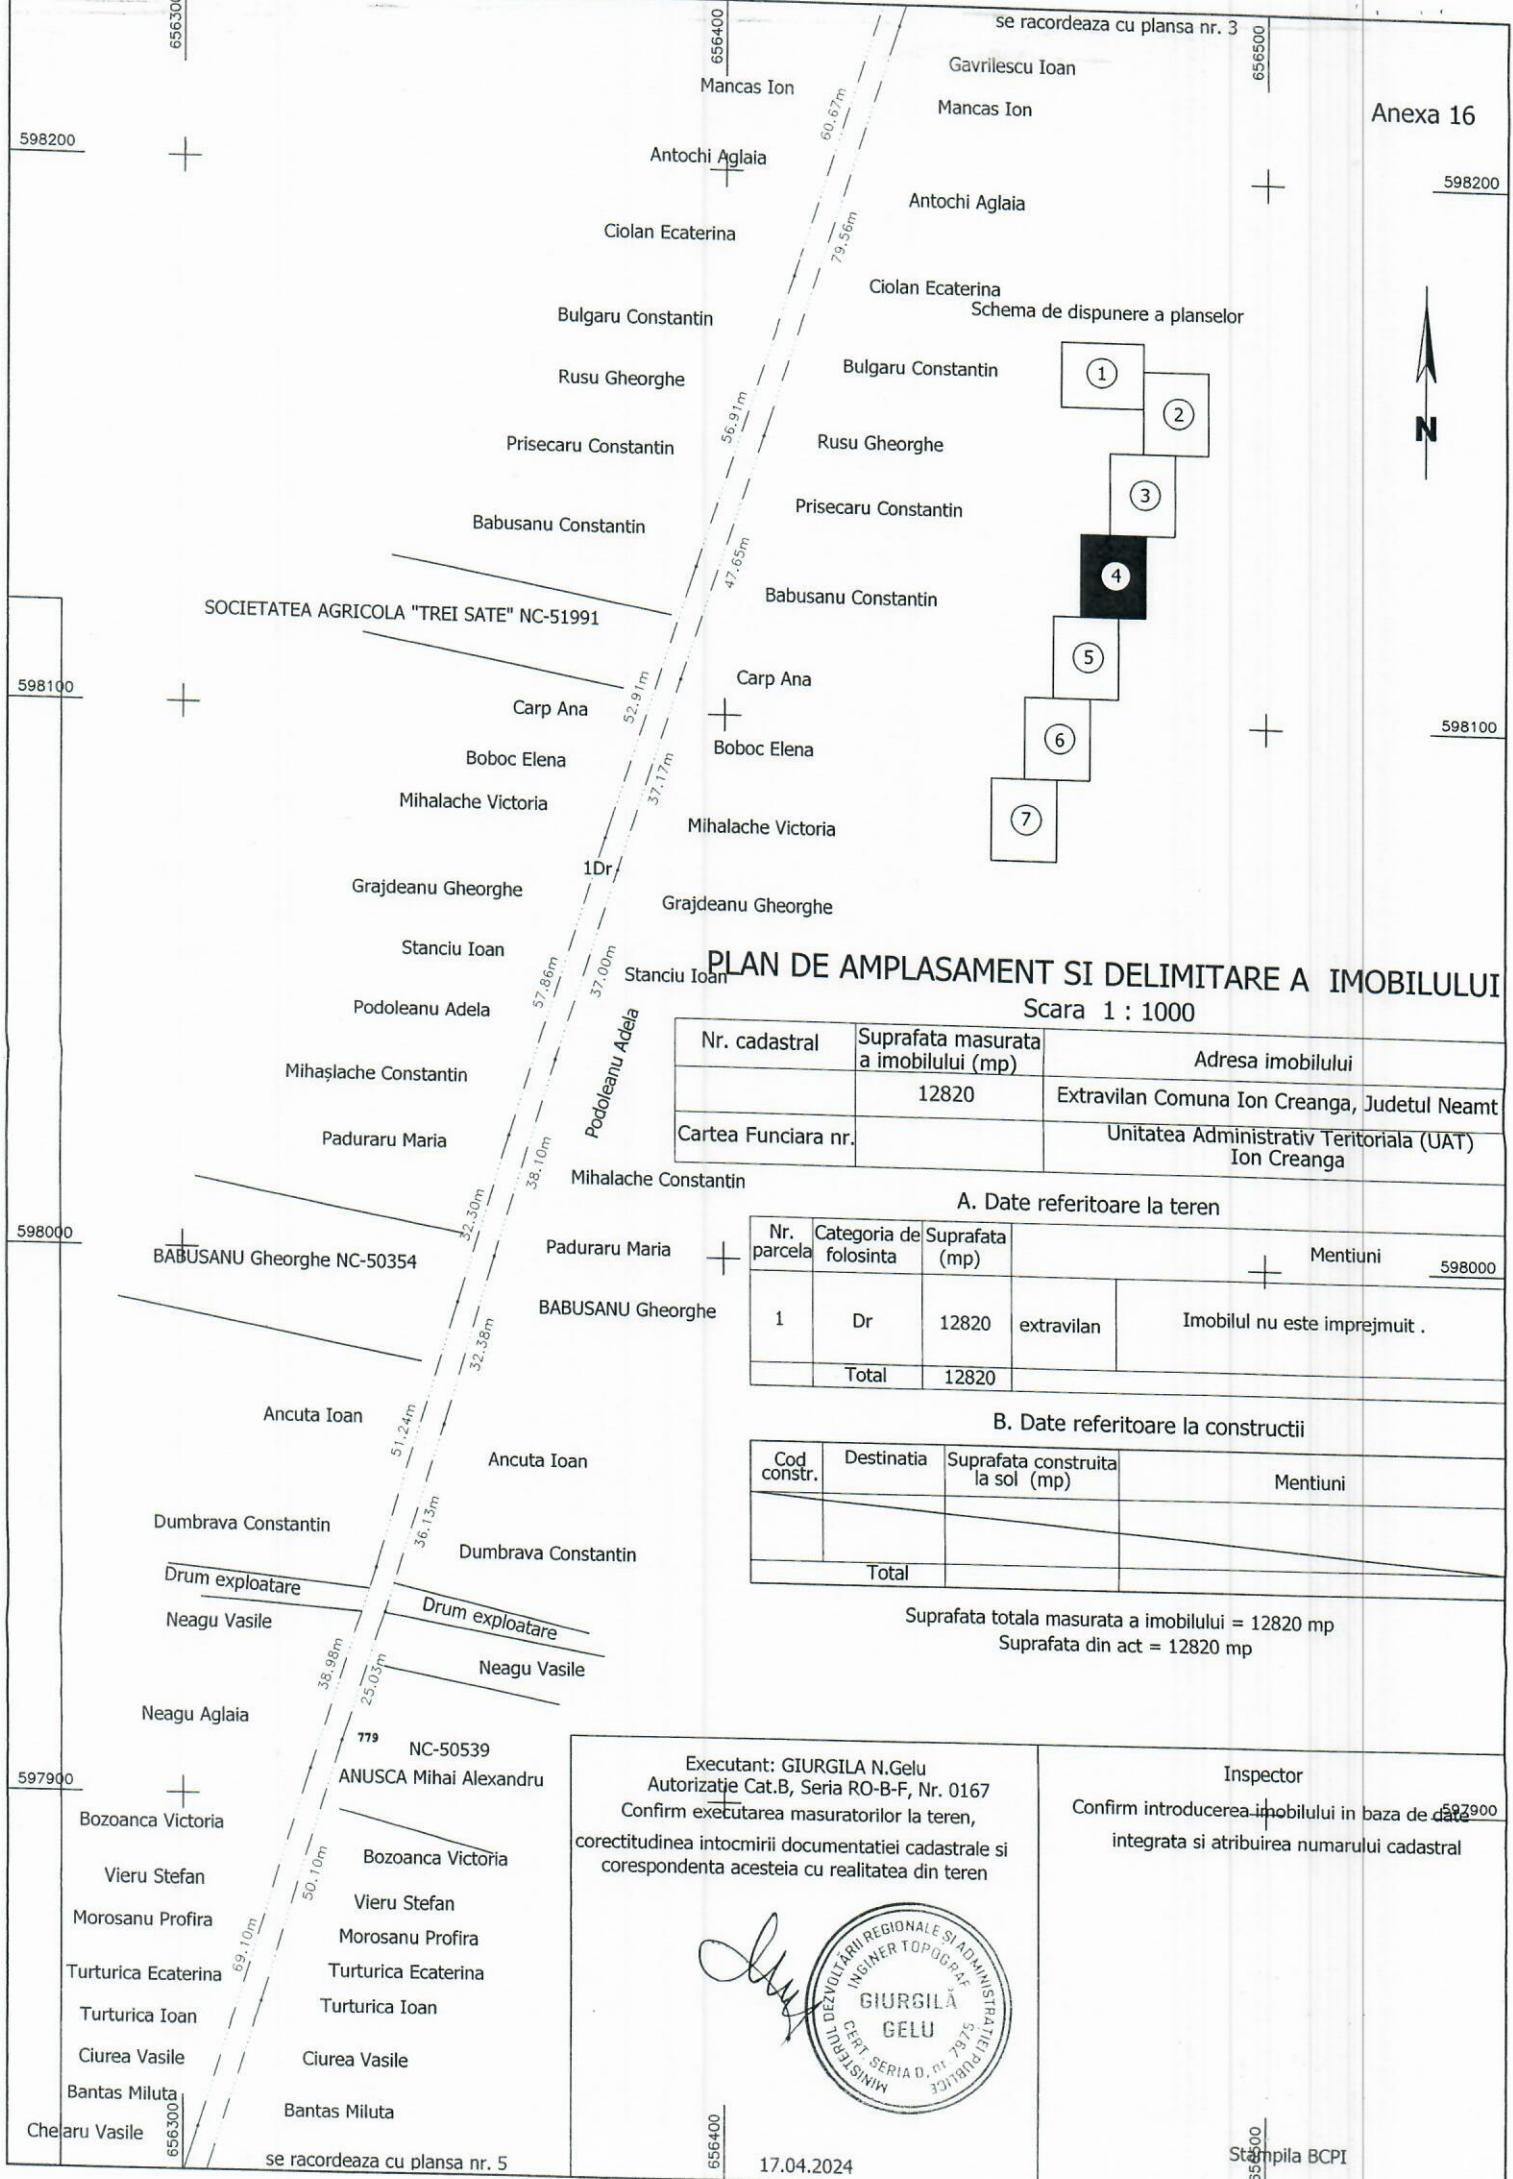 656300
656400
se racordeaza cu plansa nr. 3
656500
Gavrilescu Ioan
Mancas Ion
Mancas Ion
Anexa 16
60.67m
598200
Antochi Aglaia
598200
Antochi Aglaia
Ciolan Ecaterina
79.56m
Ciolan Ecaterina
Schema de dispunere a planselor
Bulgaru Constantin
Bulgaru Constantin
1
2
3
4
5
6
7
N
Rusu Gheorghe
56.91m
Rusu Gheorghe
Prisecaru Constantin
Prisecaru Constantin
Babusanu Constantin
47.65m
Babusanu Constantin
SOCIETATEA AGRICOLA "TREI SATE" NC-51991
598100
52.91m
Carp Ana
Carp Ana
598100
Boboc Elena
Boboc Elena
37.17m
Mihalache Victoria
Mihalache Victoria
1Dr
Grajdeanu Gheorghe
Grajdeanu Gheorghe
Stanciu Ioan
57.86m
37.00m
Stanciu Ioan
Podoleanu Adela
Podoleanu Adela
Mihașlache Constantin
Paduraru Maria
38.10m
Mihalache Constantin
PLAN DE AMPLASAMENT SI DELIMITARE A IMOBILULUI
Scara 1 : 1000
Nr. cadastral
Suprafata masurata
a imobilului (mp)
Adresa imobilului
12820
Extravilan Comuna Ion Creanga, Judetul Neamt
Cartea Funciara nr.
Unitatea Administrativ Teritoriala (UAT)
Ion Creanga
A. Date referitoare la teren
Nr.
parcela
Categoria de
folosinta
Suprafata
(mp)
Mentiuni
598000
1
Dr
12820
extravilan
Imobilul nu este imprejmuit .
Total
12820
32.30m
598000
BABUSANU Gheorghe NC-50354
Paduraru Maria
BABUSANU Gheorghe
32.38m
Ancuta Ioan
51.24m
Ancuta Ioan
B. Date referitoare la constructii
Cod
constr.
Destinatia
Suprafata construita
la sol (mp)
Mentiuni
Total
36.13m
Dumbrava Constantin
Dumbrava Constantin
Drum exploatare
Drum exploatare
Suprafata totala masurata a imobilului = 12820 mp
Suprafata din act = 12820 mp
Neagu Vasile
Neagu Vasile
38.98m
25.03m
Neagu Aglaia
779
NC-50539
ANUSCA Mihai Alexandru
597900
Bozoanca Victoria
Bozoanca Victoria
50.10m
Vieru Stefan
Vieru Stefan
Morosanu Profira
Morosanu Profira
69.10m
Turturica Ecaterina
Turturica Ecaterina
Turturica Ioan
Turturica Ioan
Ciurea Vasile
Ciurea Vasile
Bantas Miluta
Bantas Miluta
Chelaru Vasile
656300
se racordeaza cu plansa nr. 5
Executant: GIURGILA N.Gelu
Autorizatie Cat.B, Seria RO-B-F, Nr. 0167
Confirm executarea masuratorilor la teren,
corectitudinea intocmirii documentatiei cadastrale si
corespondenta acesteia cu realitatea din teren
MINISTERUL DEZVOLTĂRII REGIONALE ȘI ADMINISTRAȚIEI PUBLICE
INGINER TOPOGRAF
GIURGILĂ
GELU
CERT. SERIA D, nr. 7975
656400
17.04.2024
Inspector
Confirm introducerea imobilului in baza de date
597900
integrata si atribuirea numarului cadastral
656500
Stampila BCPI